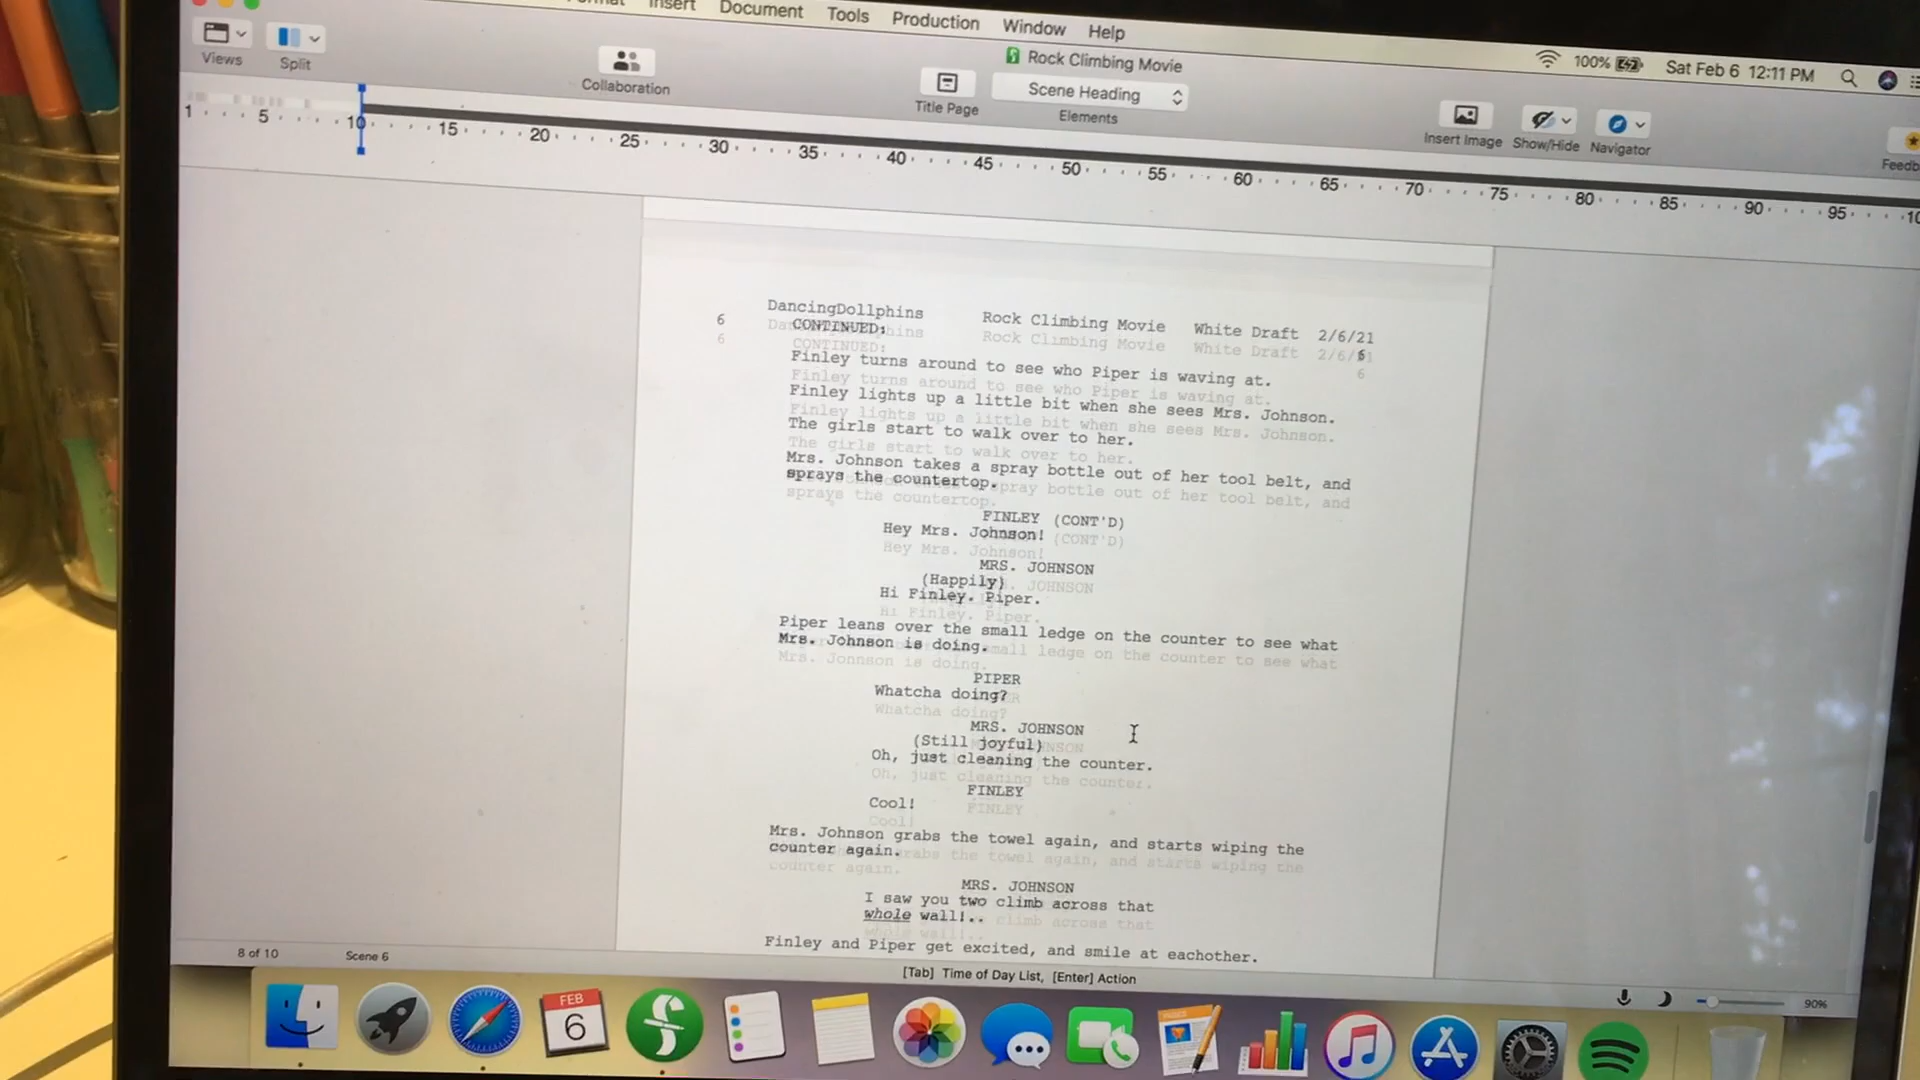 Insert Document Tools Production Window Help
100% Sat Feb 6 12:11 PM
Rock Climbing Movie
Views Split Collaboration Title Page Scene Heading
Elements Insert Image Show/Hide Navigator
1 5 10 15 20 25 30 35 40 45 50 55 60 65 70 75 80 85 90 95
DancingDollphins Rock Climbing Movie White Draft 2/6/21
6 CONTINUED: 6
Finley turns around to see who Piper is waving at.
Finley lights up a little bit when she sees Mrs. Johnson.
The girls start to walk over to her.
Mrs. Johnson takes a spray bottle out of her tool belt, and
sprays the countertop.
FINLEY (CONT'D)
Hey Mrs. Johnson!
MRS. JOHNSON
(Happily)
Hi Finley. Piper.
Piper leans over the small ledge on the counter to see what
Mrs. Johnson is doing.
PIPER
Whatcha doing?
MRS. JOHNSON
(Still joyful)
Oh, just cleaning the counter.
FINLEY
Cool!
Mrs. Johnson grabs the towel again, and starts wiping the
counter again.
MRS. JOHNSON
I saw you two climb across that
whole wall!..
Finley and Piper get excited, and smile at eachother.
8 of 10 Scene 6
[Tab] Time of Day List, [Enter] Action
90%
FEB
6
PAGES